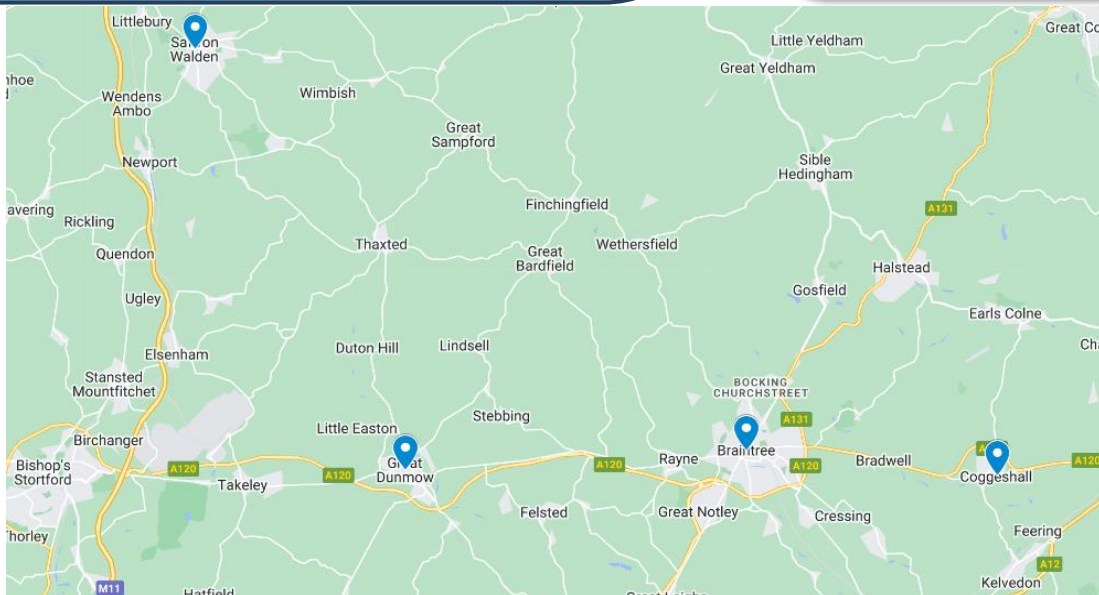 Littlebury
Saffron
Walden
Little Yeldham
Great Co
Great Yeldham
Wendens
Ambo
Wimbish
Great
Sampford
Newport
Sible
Hedingham
avering
Rickling
Finchingfield
A131
Thaxted
Wethersfield
Quendon
Great
Bardfield
Halstead
Ugley
Gosfield
Earls Colne
Elsenham
Duton Hill
Lindsell
Cha
Stansted
Mountfitchet
BOCKING
CHURCHSTREET
Stebbing
A131
Little Easton
Birchanger
Braintree
Bishop's
Stortford
A120
A120
Great
Dunmow
A120
Rayne
A120
Bradwell
A120
Takeley
Coggeshall
Felsted
Great Notley
Cressing
Thorley
Feering
A12
M11
Hatfield
Kelvedon